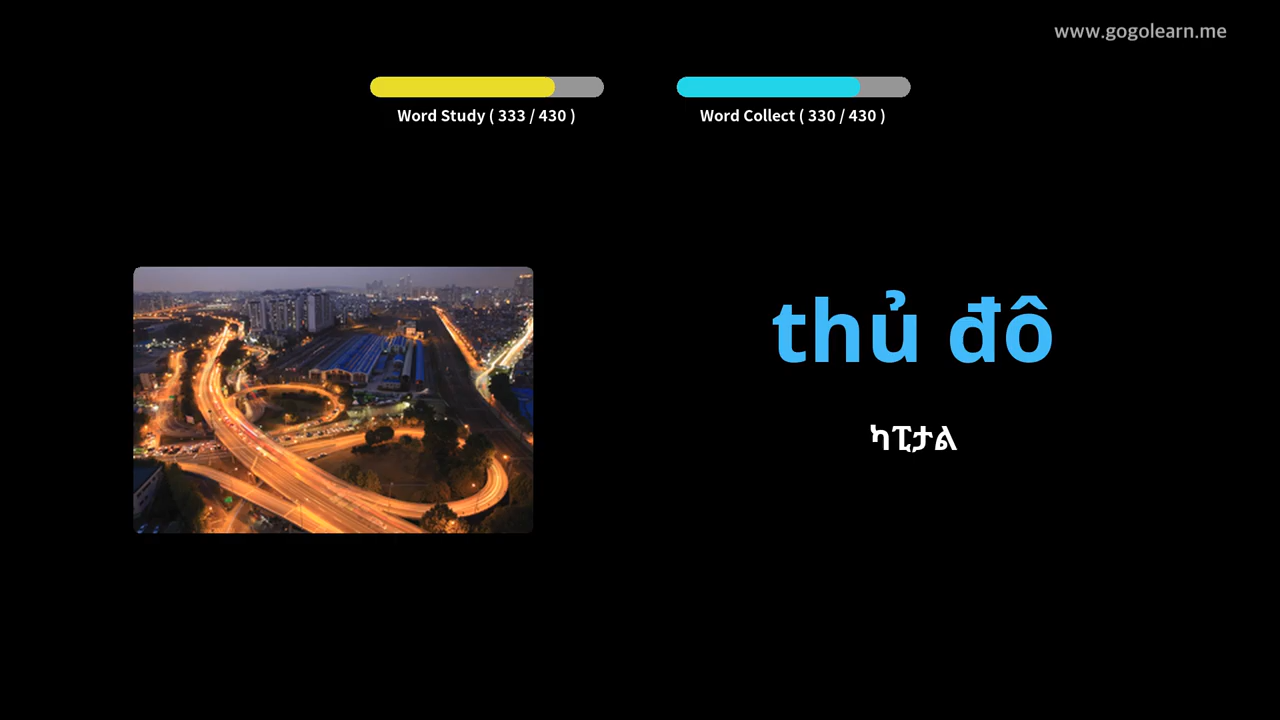 www.gogolearn.me
Word Study ( 333 / 430 )
Word Collect ( 330 / 430 )
thủ đô
ካፒታል